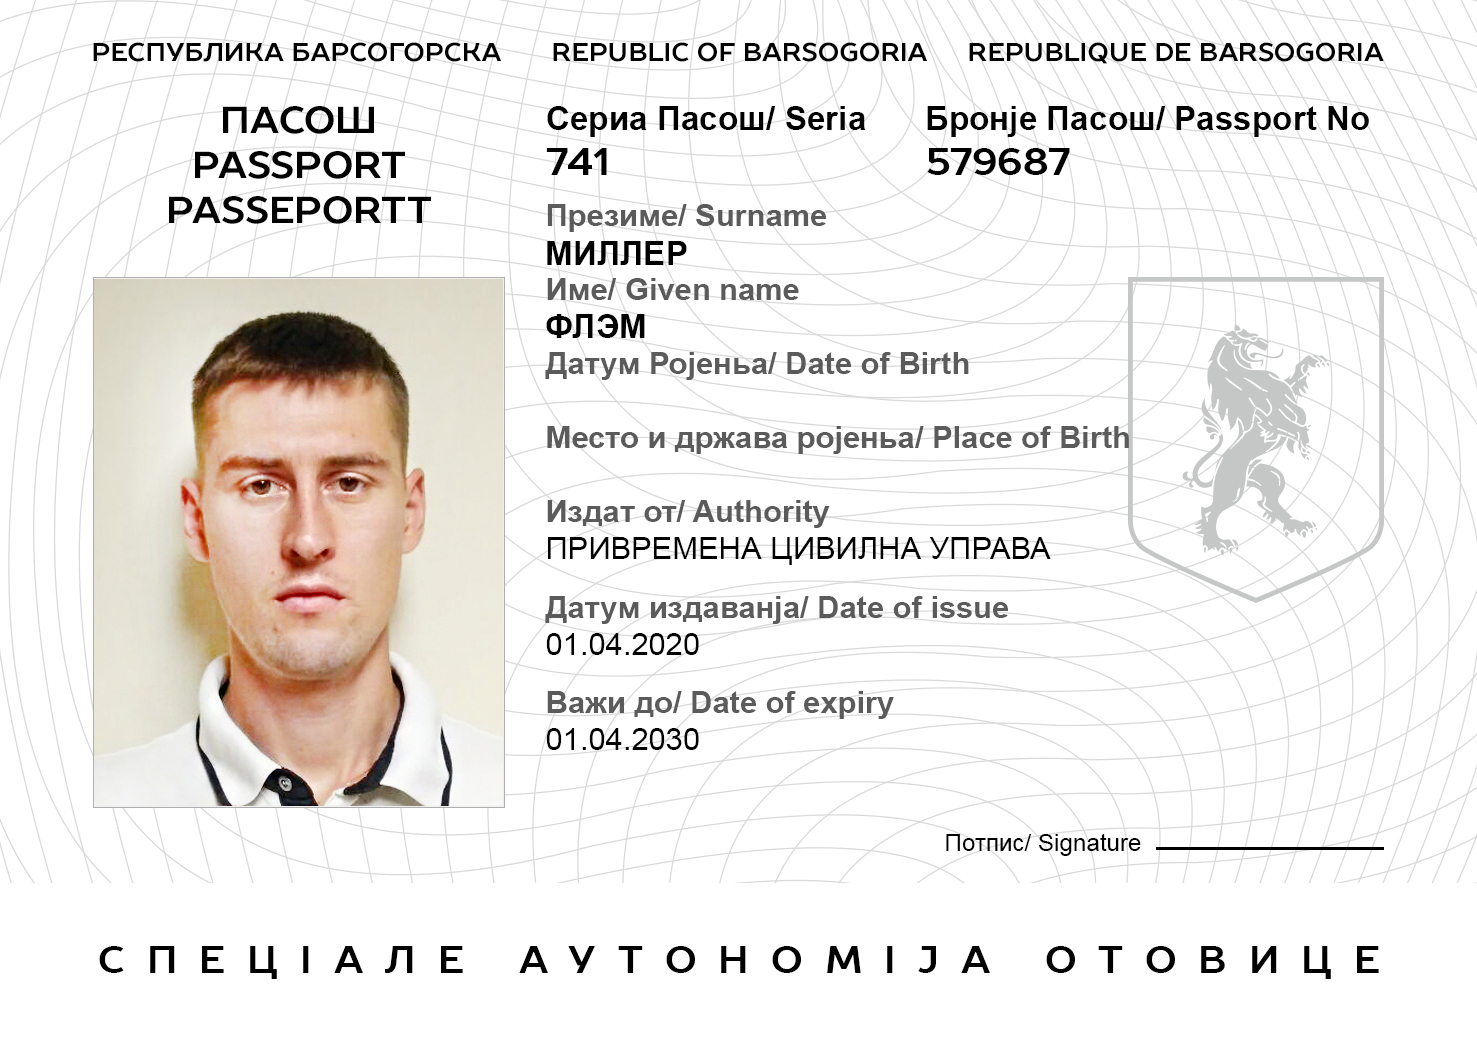 РЕСПУБЛИКА БАРСОГОРСКА REPUBLIC OF BARSOGORIA REPUBLIQUE DE BARSOGORIA
ПАСОШ
PASSPORT
PASSEPORTT
Сериа Пасош/ Seria
741
Бронје Пасош/ Passport No
579687
Презиме/ Surname
МИЛЛЕР
Име/ Given name
ФЛЭМ
ДатумРојења/ Date of Birth
Место и држава ројења/ Place of Birth
Издат от/ Authority
ПРИВРЕМЕНА ЦИВИЛНА УПРАВА
Датум издаванја/ Date of issue
01.04.2020
Важи до/ Date of expiry
01.04.2030
Потпис/ Signature
СПЕЦІАЛЕ АУТОНОМІЈА ОТОВИЦЕ